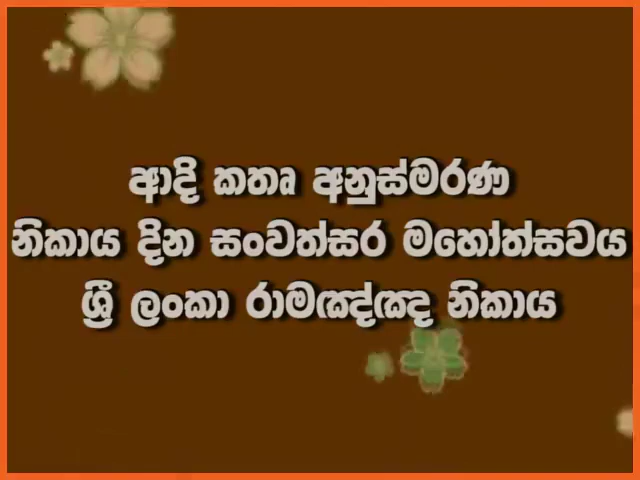 ආදි කතෘ අනුස්මරණ
නිකාය දින සංවත්සර මහෝත්සවය
ශ්‍රී ලංකා රාමඤ්ඤ නිකාය